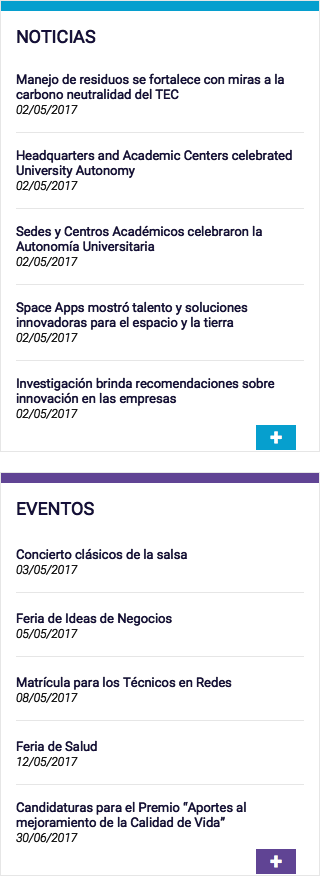 NOTICIAS
Manejo de residuos se fortalece con miras a la
carbono neutralidad del TEC
02/05/2017
Headquarters and Academic Centers celebrated
University Autonomy
02/05/2017
Sedes y Centros Académicos celebraron la
Autonomía Universitaria
02/05/2017
Space Apps mostró talento y soluciones
innovadoras para el espacio y la tierra
02/05/2017
Investigación brinda recomendaciones sobre
innovación en las empresas
02/05/2017
+
EVENTOS
Concierto clásicos de la salsa
03/05/2017
Feria de Ideas de Negocios
05/05/2017
Matrícula para los Técnicos en Redes
08/05/2017
Feria de Salud
12/05/2017
Candidaturas para el Premio “Aportes al
mejoramiento de la Calidad de Vida”
30/06/2017
+